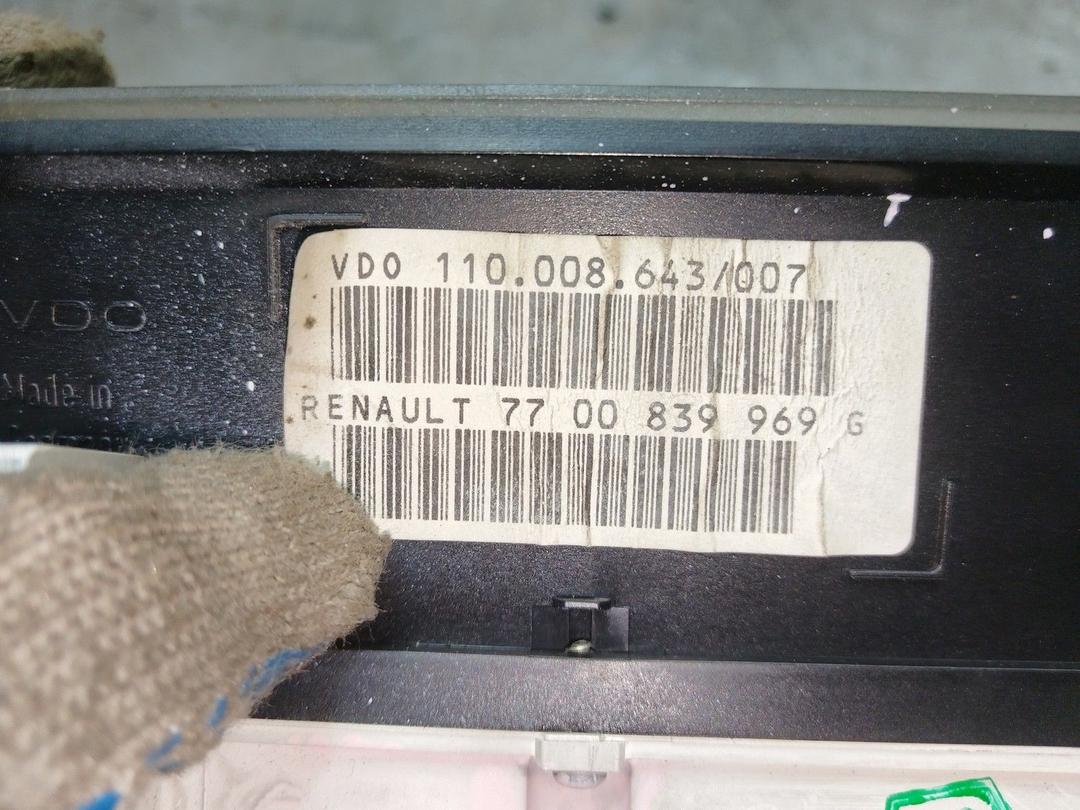 VDO 110.008.643/007
RENAULT 77 00 839 969 G
VDO
Made in